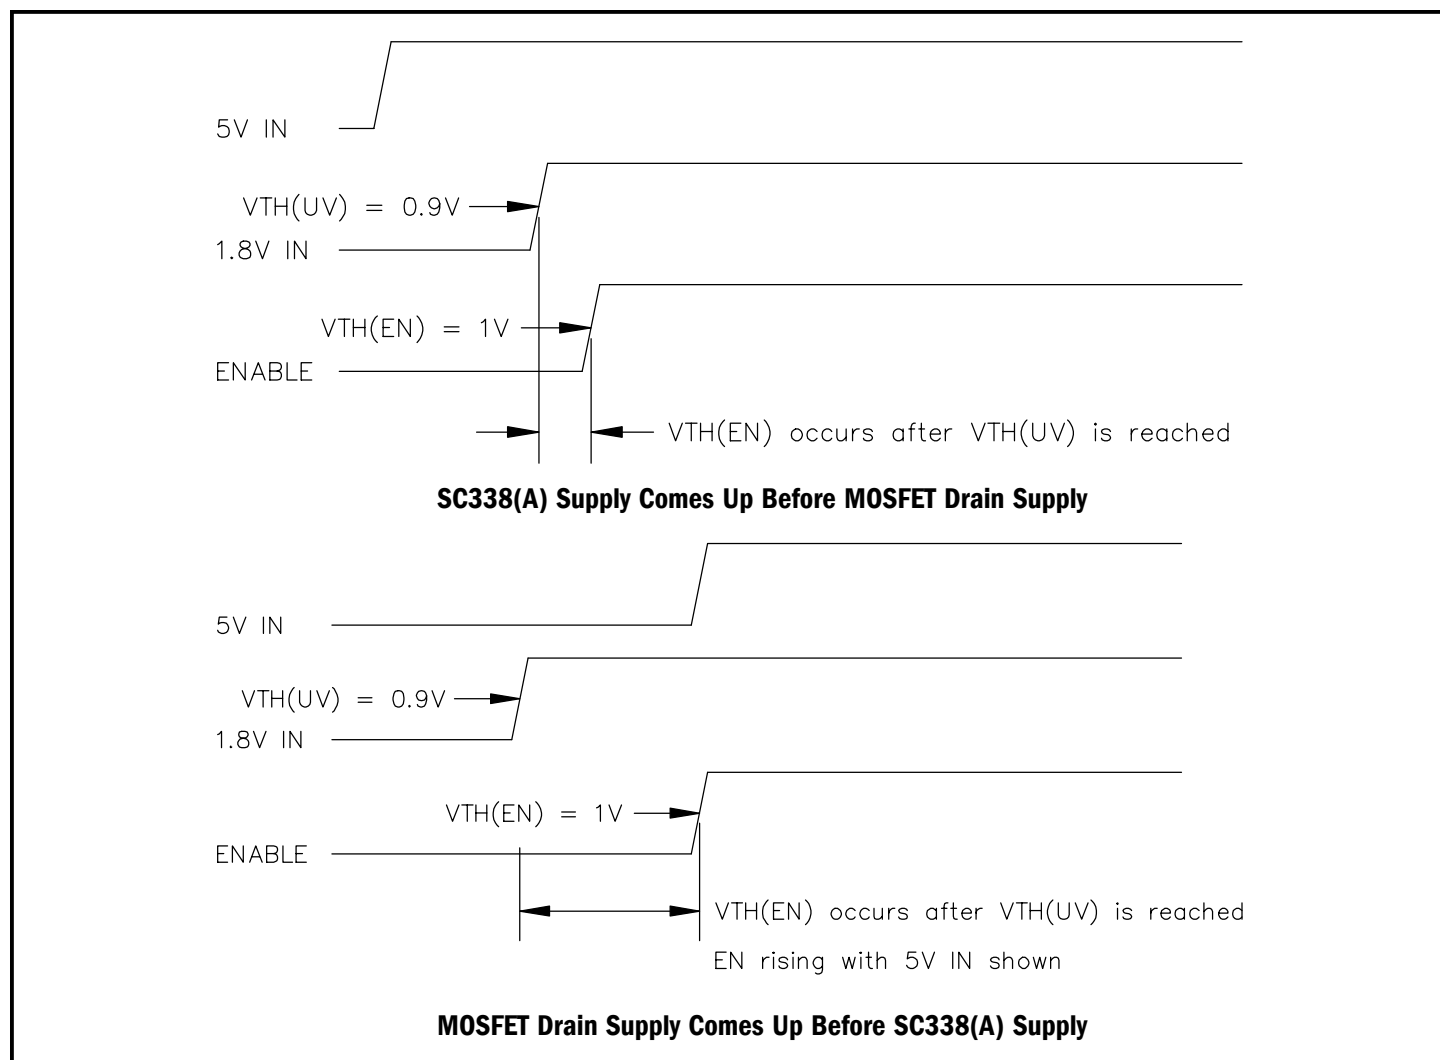 5V IN
VTH(UV) = 0.9V
1.8V IN
VTH(EN) = 1V
ENABLE
VTH(EN) occurs after VTH(UV) is reached
SC338(A) Supply Comes Up Before MOSFET Drain Supply
5V IN
VTH(UV) = 0.9V
1.8V IN
VTH(EN) = 1V
ENABLE
VTH(EN) occurs after VTH(UV) is reached
EN rising with 5V IN shown
MOSFET Drain Supply Comes Up Before SC338(A) Supply